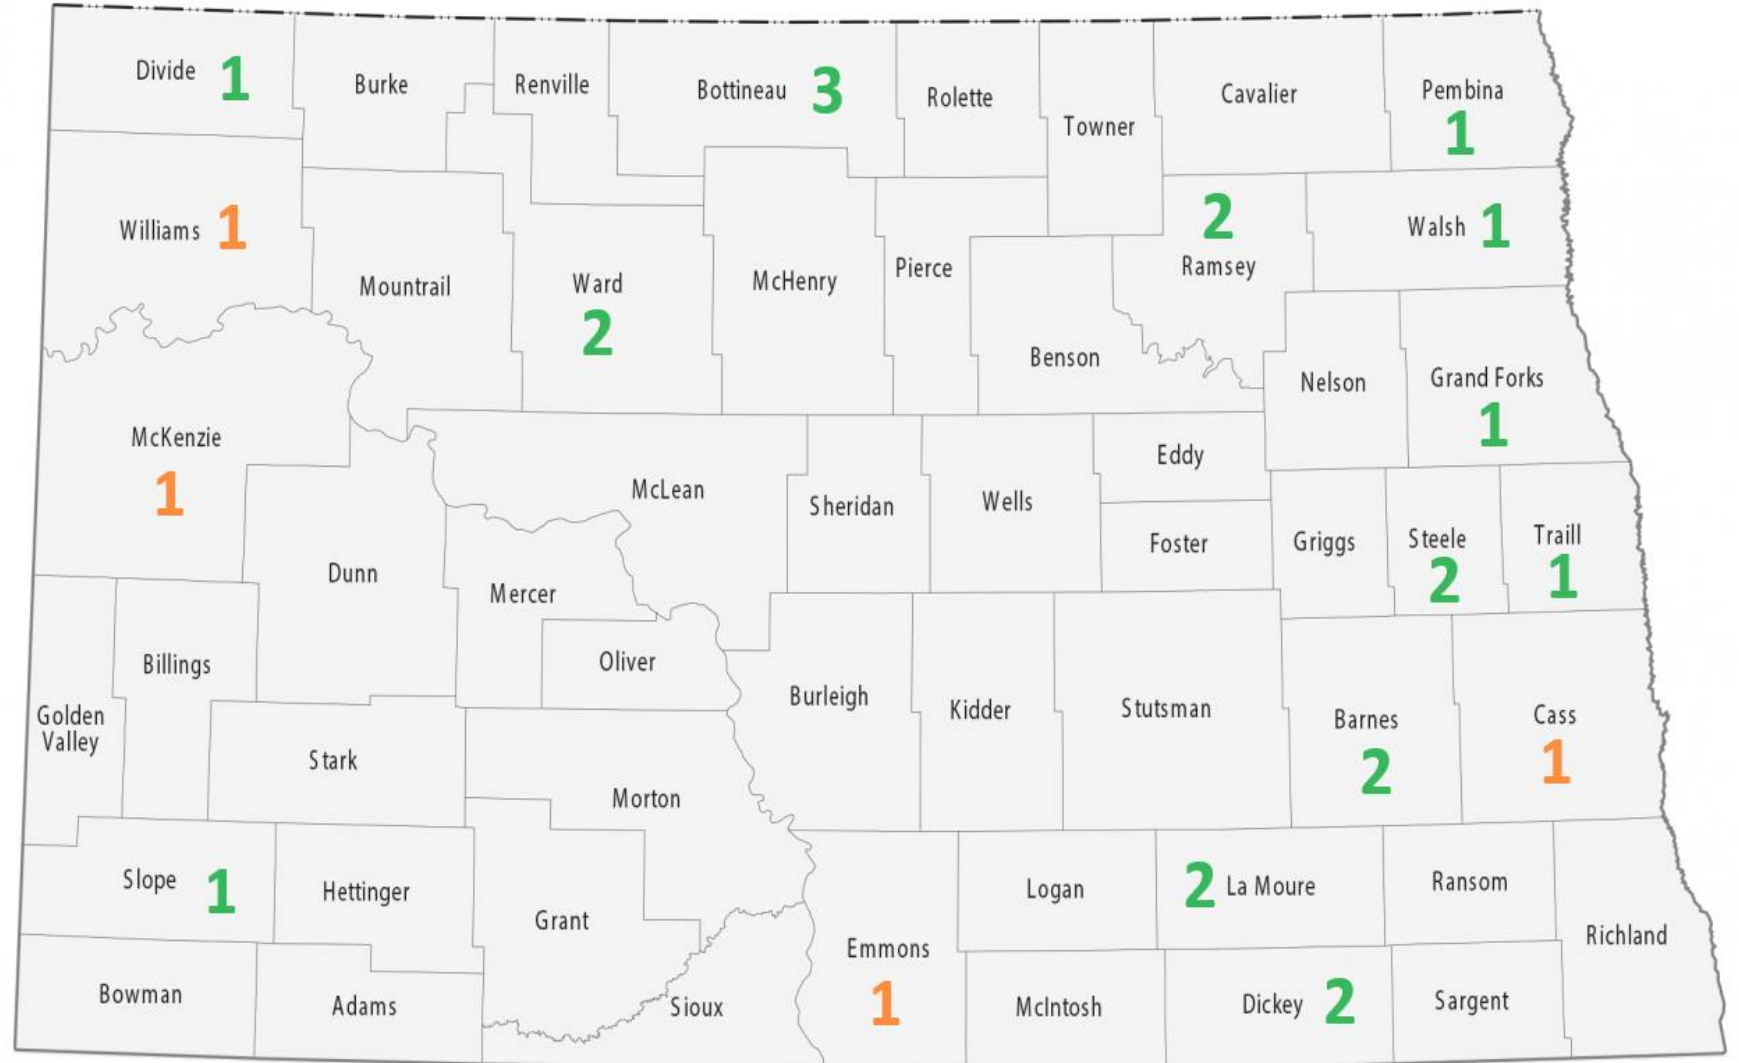 Divide 1
Burke
Renville
Bottineau 3
Rolette
Towner
Cavalier
Pembina
1
Williams 1
Mountrail
Ward
2
McHenry
Pierce
Benson
2
Ramsey
Walsh 1
Nelson
Grand Forks
1
McKenzie
1
Dunn
McLean
Mercer
Oliver
Sheridan
Wells
Eddy
Foster
Griggs
Steele
2
Traill
1
Golden
Valley
Billings
Stark
Morton
Burleigh
Kidder
Stutsman
Barnes
2
Cass
1
Slope 1
Hettinger
Grant
Bowman
Adams
Sioux
Emmons
1
Logan
2 La Moure
Ransom
Richland
McIntosh
Dickey 2
Sargent